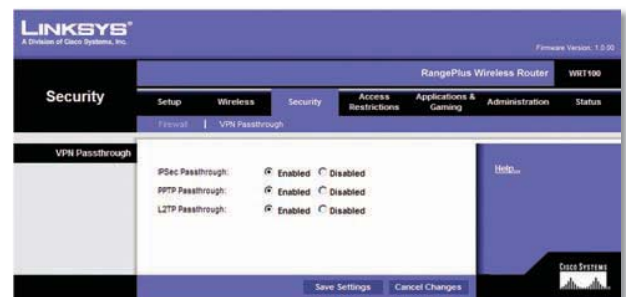 LINKSYS®
A Division of Cisco Systems, Inc.
Firmware Version: 1.0.00
RangePlus Wireless Router WRT100
Security
Setup Wireless Security Access Restrictions Applications & Gaming Administration Status
Firewall | VPN Passthrough
VPN Passthrough
IPSec Passthrough: Enabled Disabled
PPTP Passthrough: Enabled Disabled
L2TP Passthrough: Enabled Disabled
Help...
Save Settings Cancel Changes
CISCO SYSTEMS